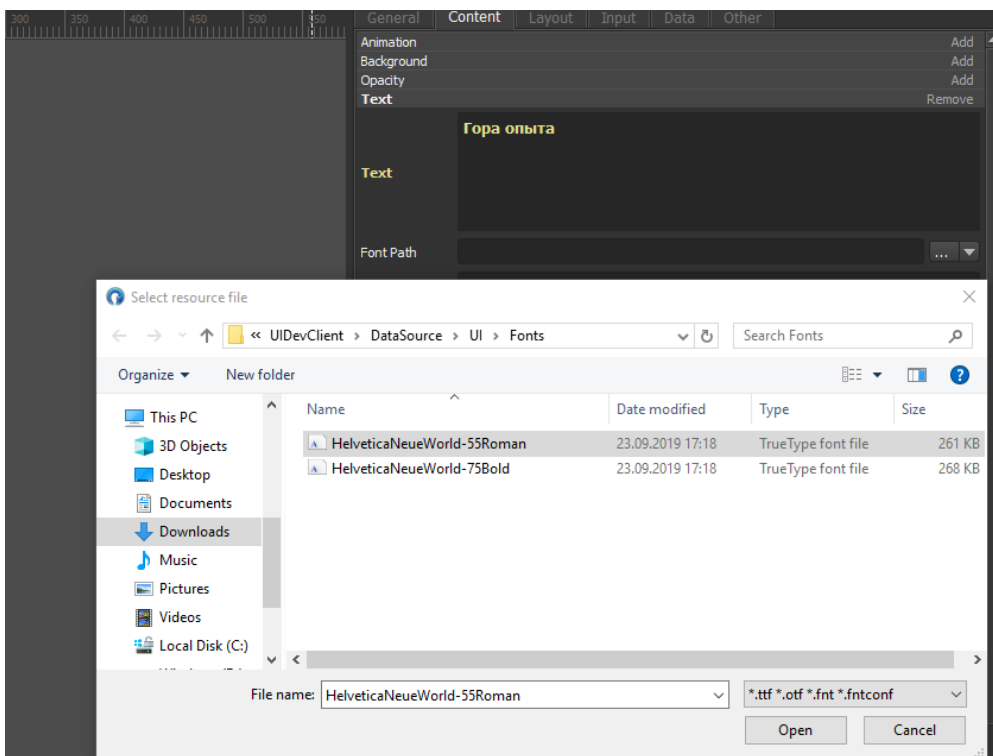 300 350 400 450 500 550
General Content Layout Input Data Other
Animation Add
Background Add
Opacity Add
Text Remove
Гора опыта
Text
Font Path ...
Select resource file
« UIDevClient › DataSource › UI › Fonts
Search Fonts
Organize New folder
Name Date modified Type Size
This PC
3D Objects
Desktop
Documents
Downloads
Music
Pictures
Videos
Local Disk (C:)
HelveticaNeueWorld-55Roman 23.09.2019 17:18 TrueType font file 261 KB
HelveticaNeueWorld-75Bold 23.09.2019 17:18 TrueType font file 268 KB
File name: HelveticaNeueWorld-55Roman *.ttf *.otf *.fnt *.fntconf
Open Cancel